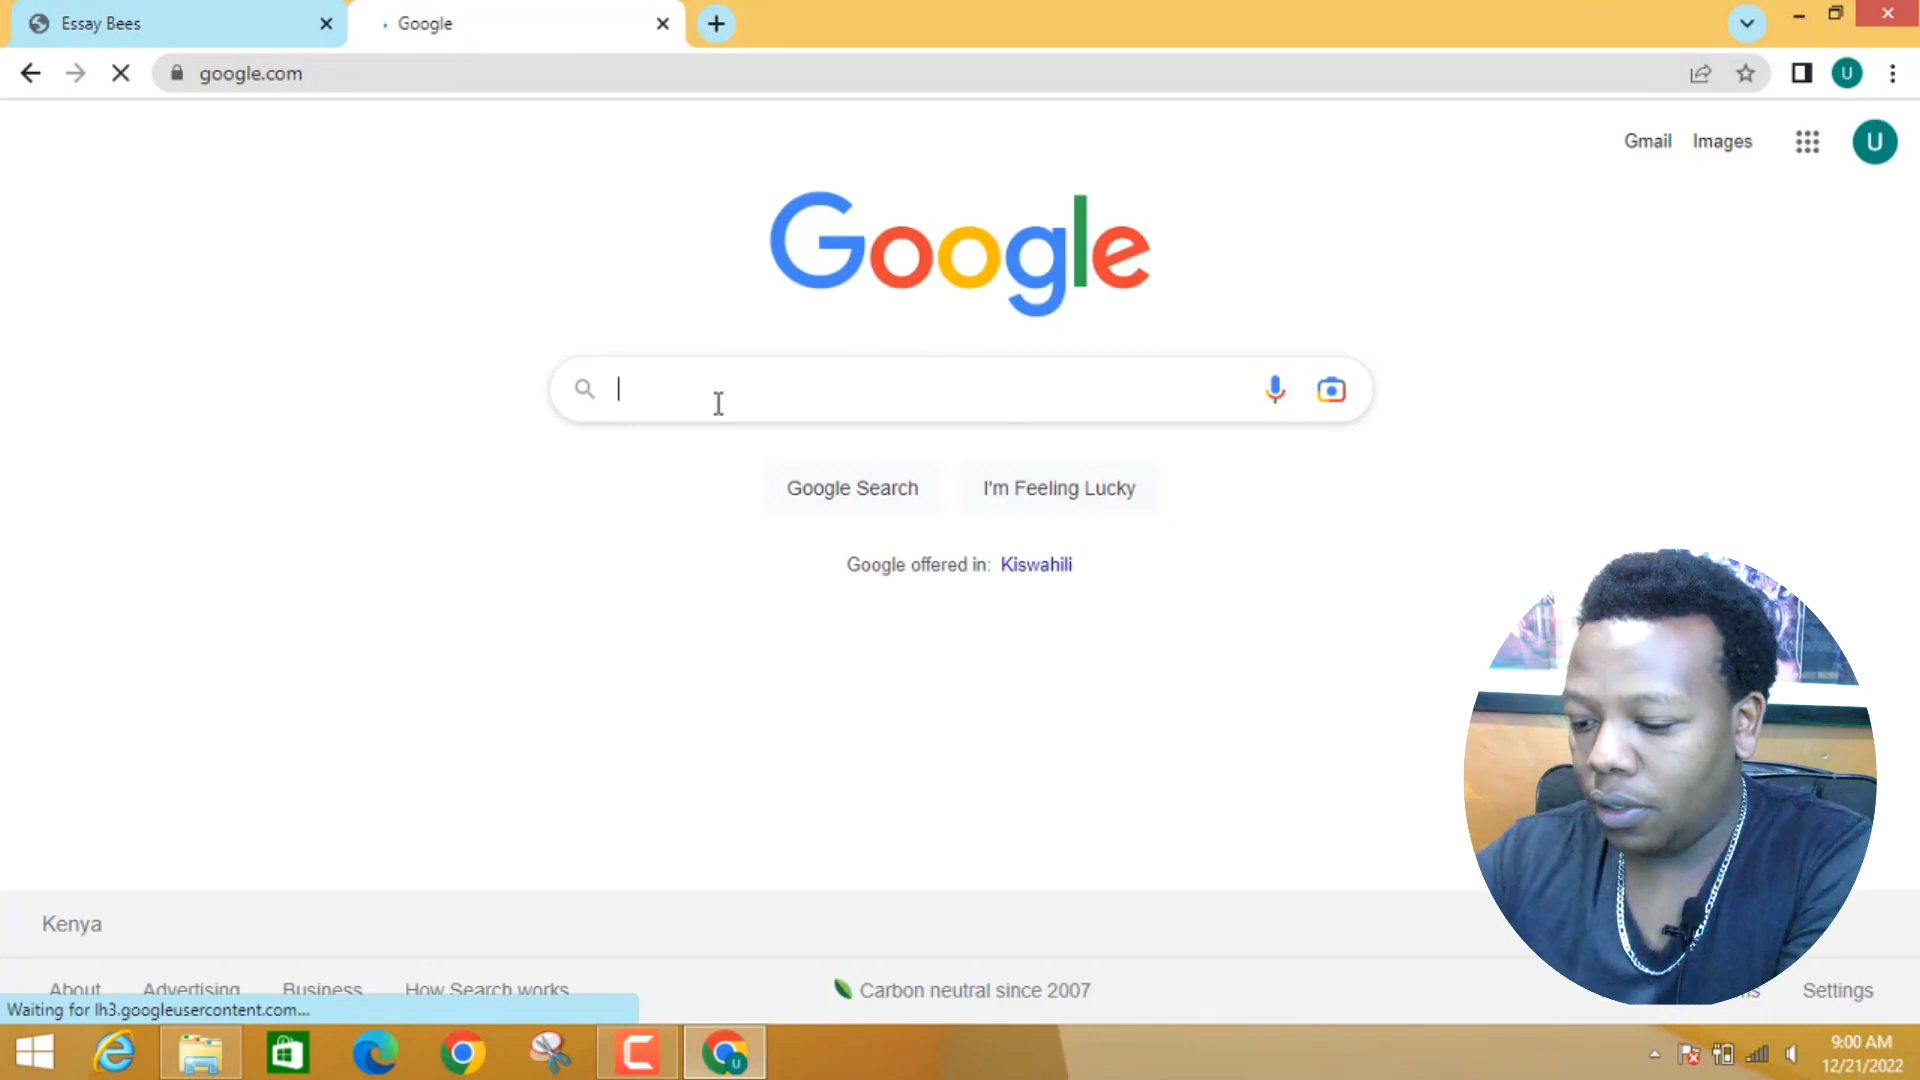 Essay Bees
Google
google.com
U
Gmail Images
U
Google
Google Search I'm Feeling Lucky
Google offered in: Kiswahili
Kenya
About Advertising Business How Search works
Carbon neutral since 2007
Settings
Waiting for lh3.googleusercontent.com...
U
9:00 AM
12/21/2022